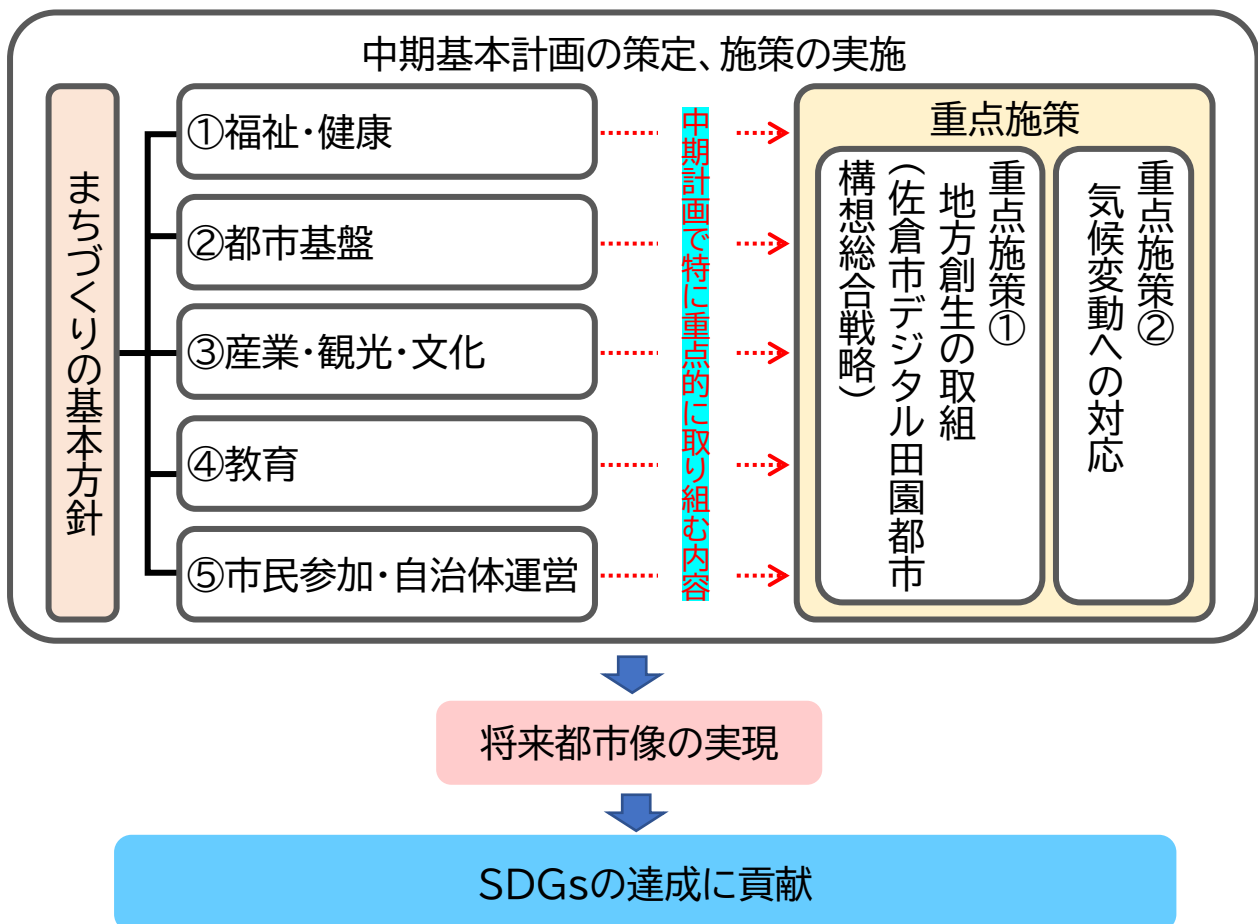 中期基本計画の策定、施策の実施
まちづくりの基本方針
①福祉・健康
②都市基盤
③産業・観光・文化
④教育
⑤市民参加・自治体運営
中期計画で特に重点的に取り組む内容
重点施策
重点施策①
地方創生の取組
(佐倉市デジタル田園都市
構想総合戦略)
重点施策②
気候変動への対応
将来都市像の実現
SDGsの達成に貢献